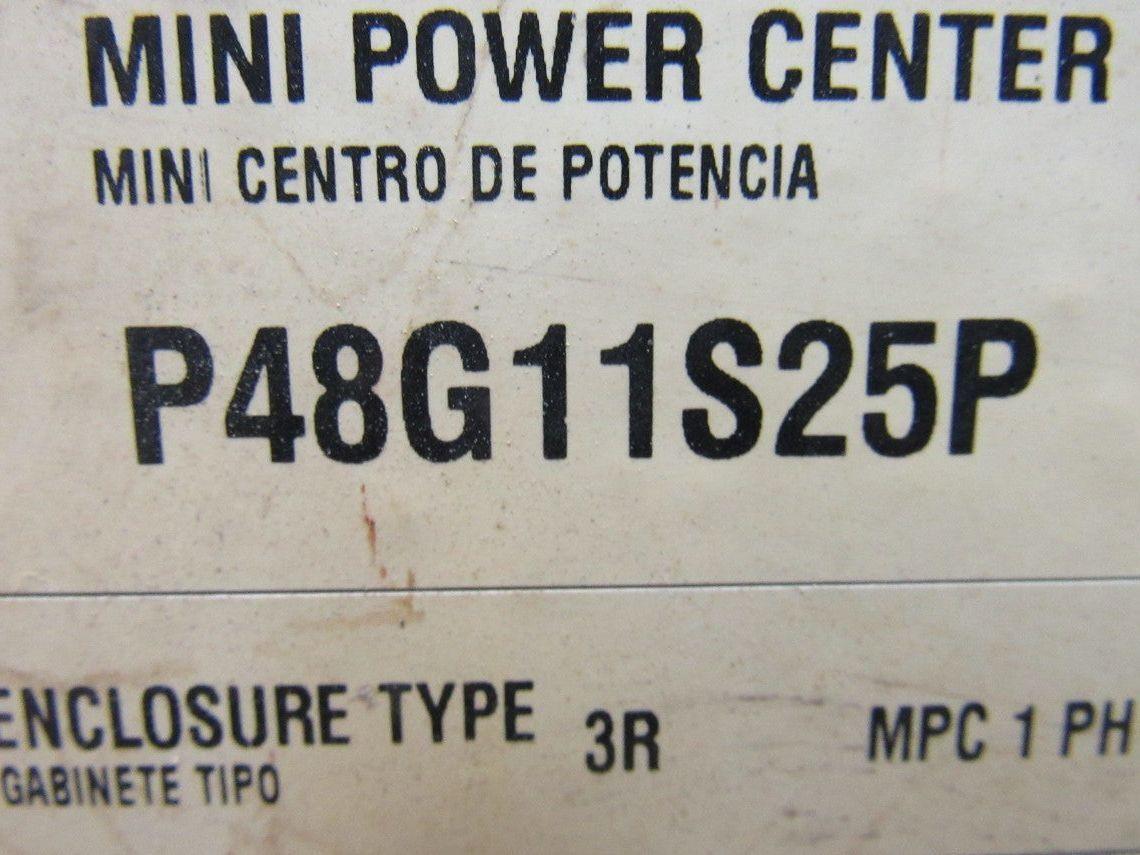 MINI POWER CENTER
MINI CENTRO DE POTENCIA
P48G11S25P
ENCLOSURE TYPE 3R MPC 1 PH
GABINETE TIPO